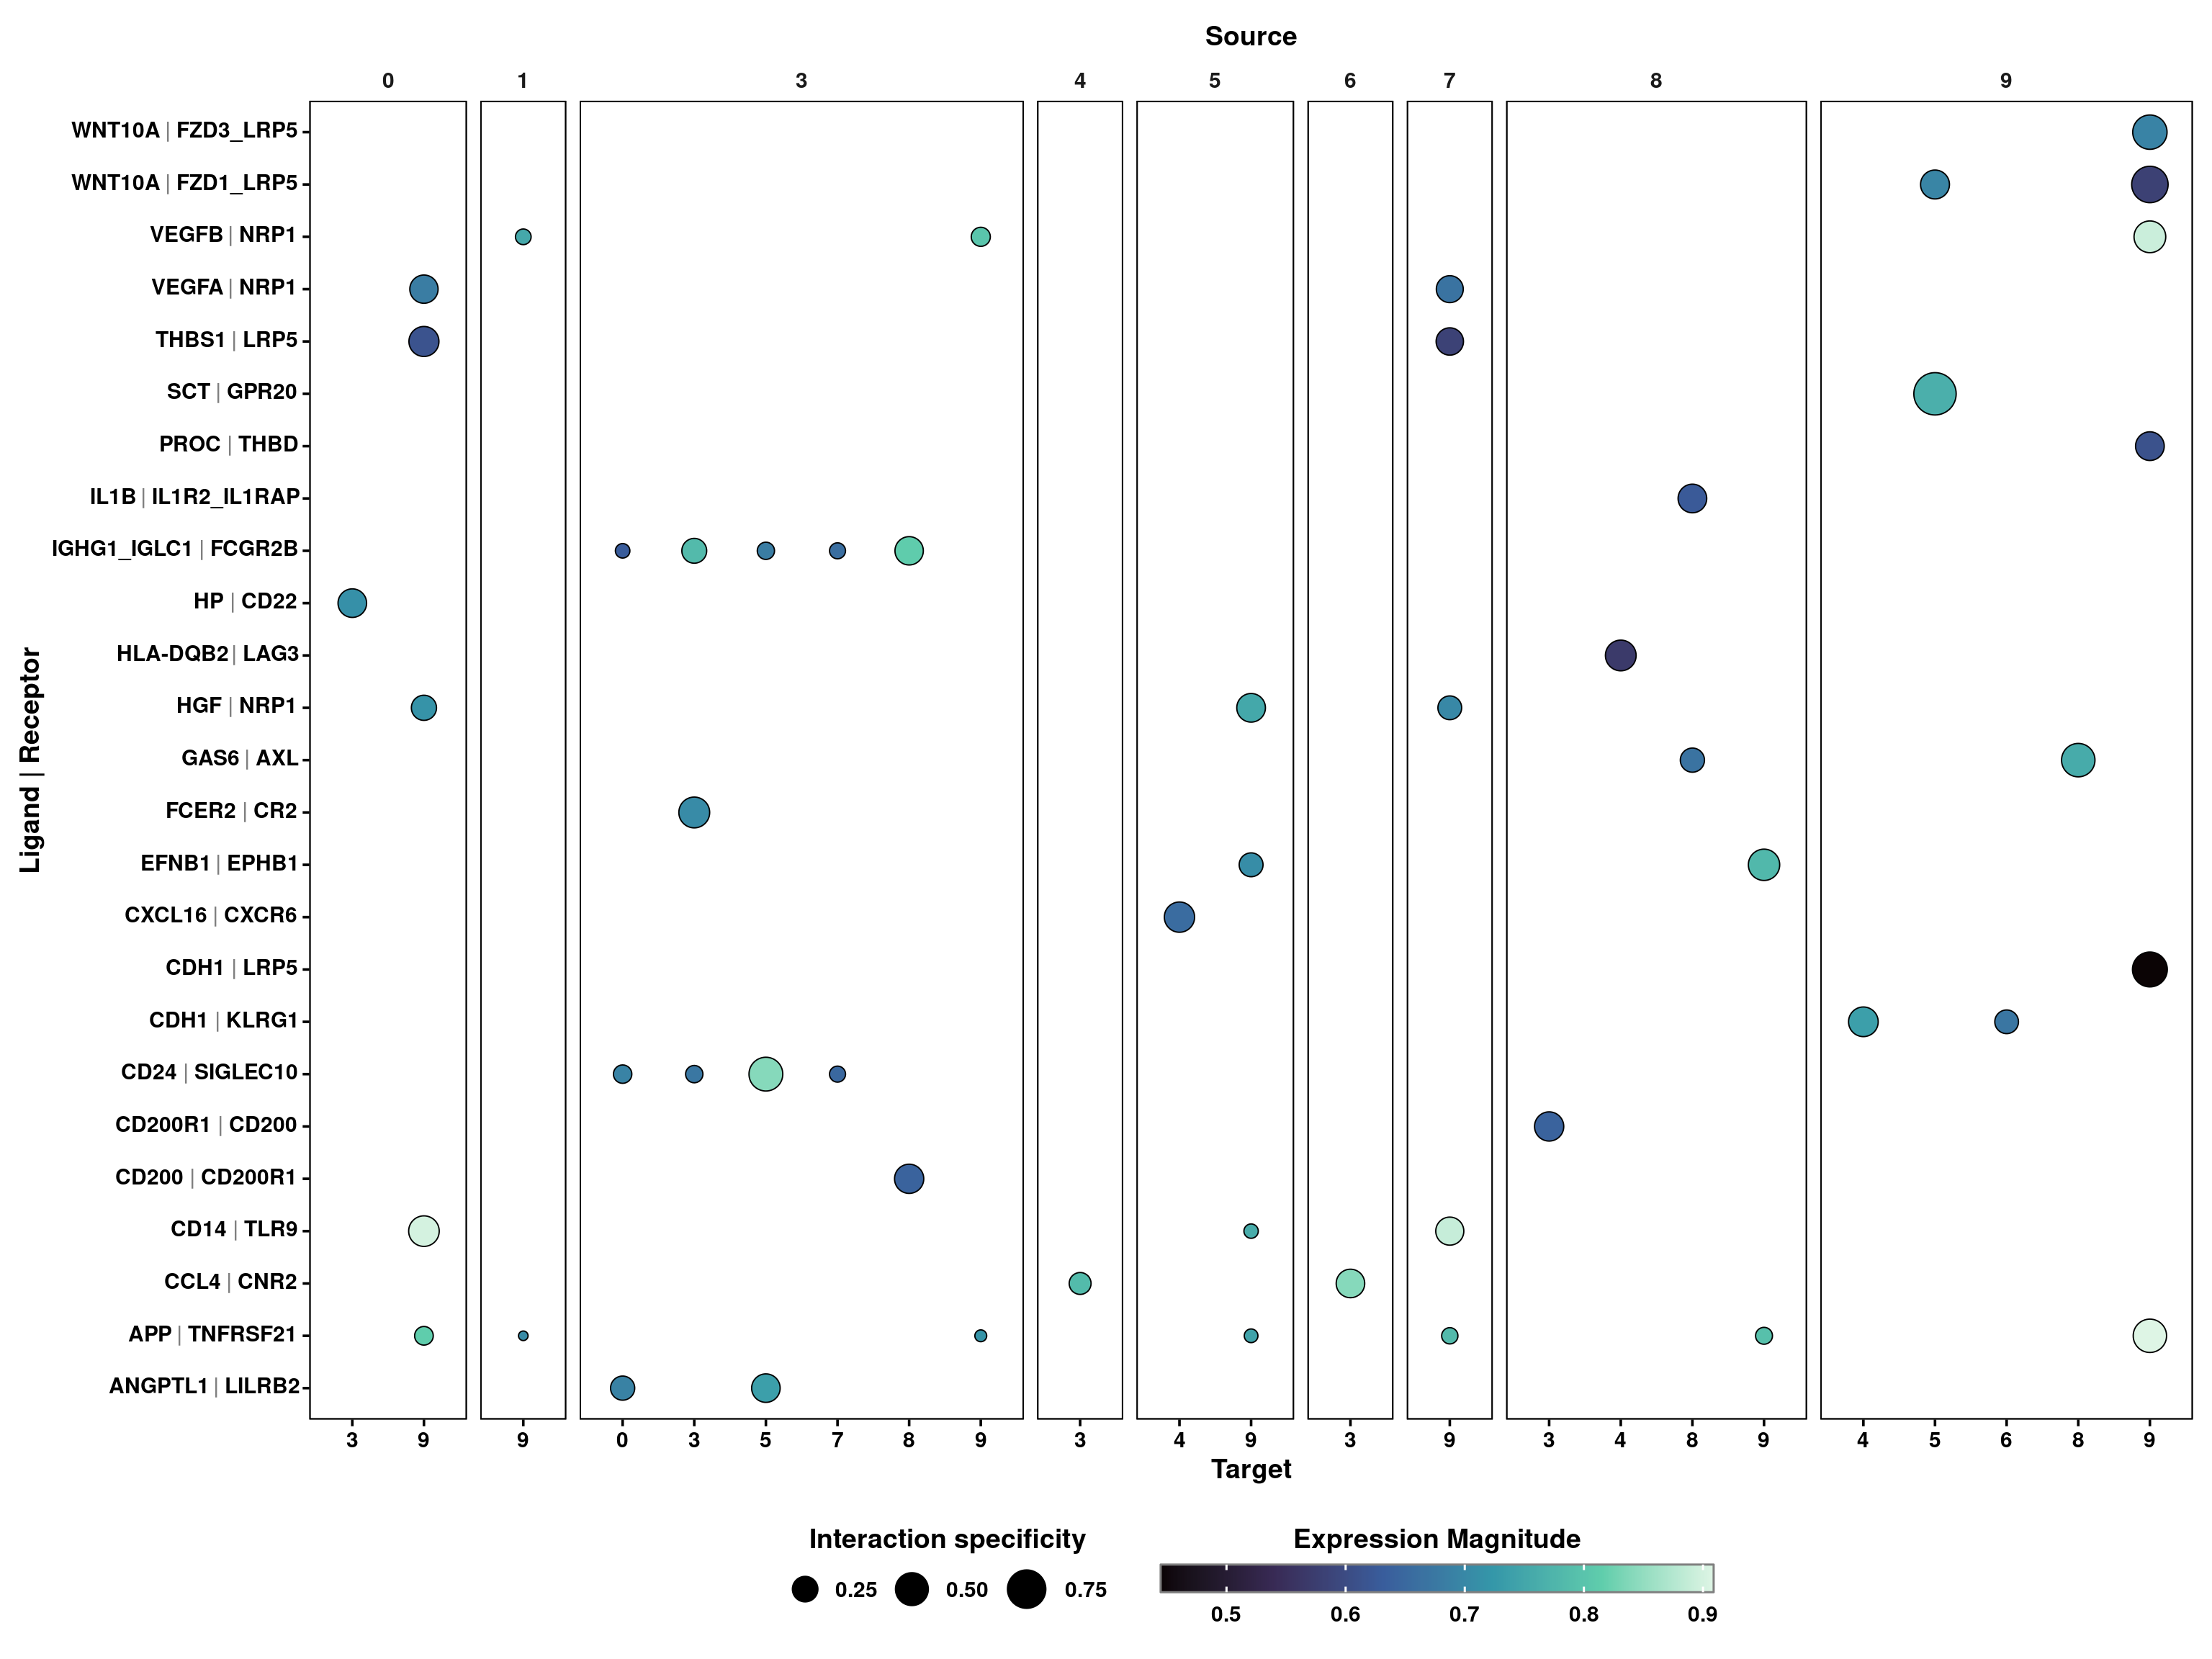 Source
0 1 3 4 5 6 7 8 9
Ligand | Receptor
WNT10A | FZD3_LRP5
WNT10A | FZD1_LRP5
VEGFB | NRP1
VEGFA | NRP1
THBS1 | LRP5
SCT | GPR20
PROC | THBD
IL1B | IL1R2_IL1RAP
IGHG1_IGLC1 | FCGR2B
HP | CD22
HLA-DQB2 | LAG3
HGF | NRP1
GAS6 | AXL
FCER2 | CR2
EFNB1 | EPHB1
CXCL16 | CXCR6
CDH1 | LRP5
CDH1 | KLRG1
CD24 | SIGLEC10
CD200R1 | CD200
CD200 | CD200R1
CD14 | TLR9
CCL4 | CNR2
APP | TNFRSF21
ANGPTL1 | LILRB2
3 9 9 0 3 5 7 8 9 3 4 9 3 9 3 4 8 9 4 5 6 8 9
Target
Interaction specificity
0.25 0.50 0.75
Expression Magnitude
0.5 0.6 0.7 0.8 0.9